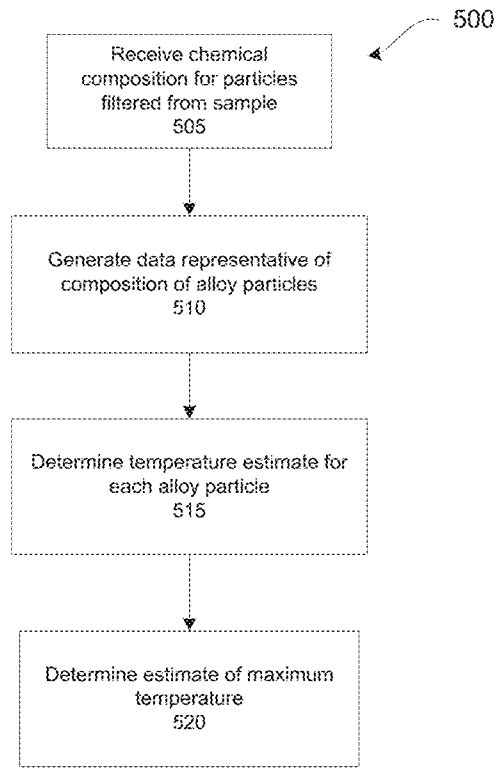 500
Receive chemical
composition for particles
filtered from sample
505
Generate data representative of
composition of alloy particles
510
Determine temperature estimate for
each alloy particle
515
Determine estimate of maximum
temperature
520